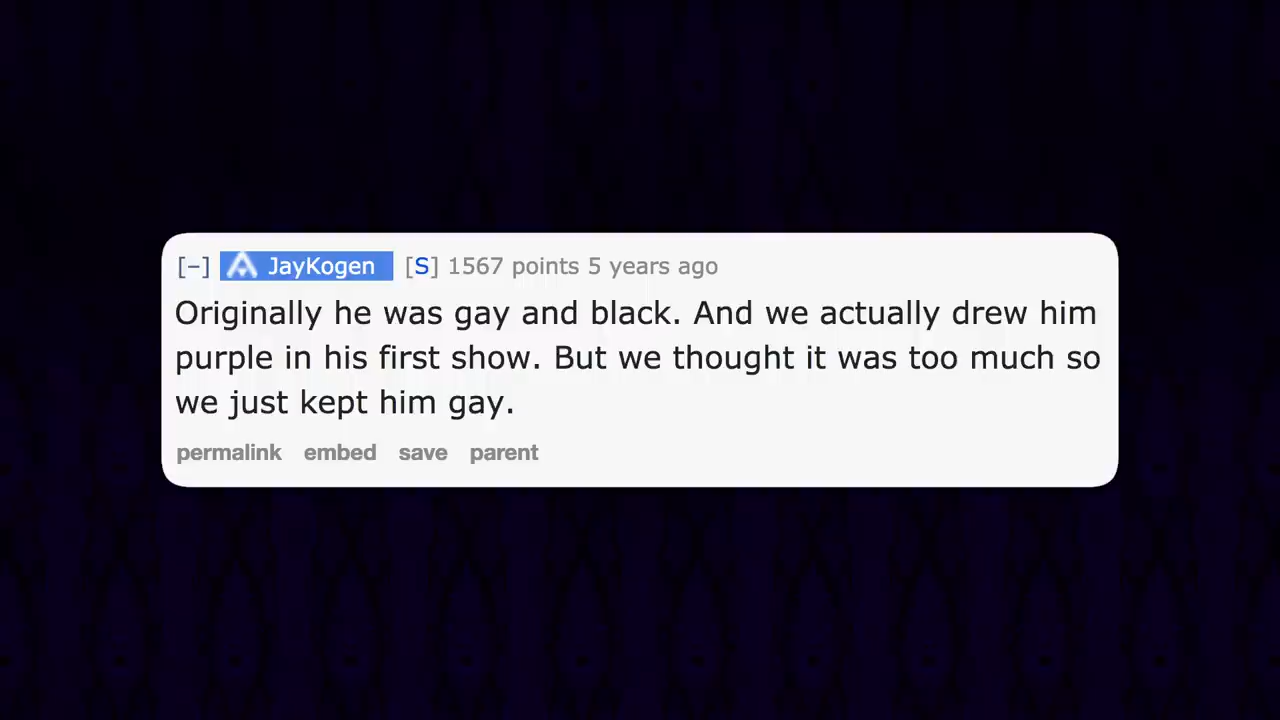 [−] JayKogen [S] 1567 points 5 years ago
Originally he was gay and black. And we actually drew him
purple in his first show. But we thought it was too much so
we just kept him gay.
permalink embed save parent